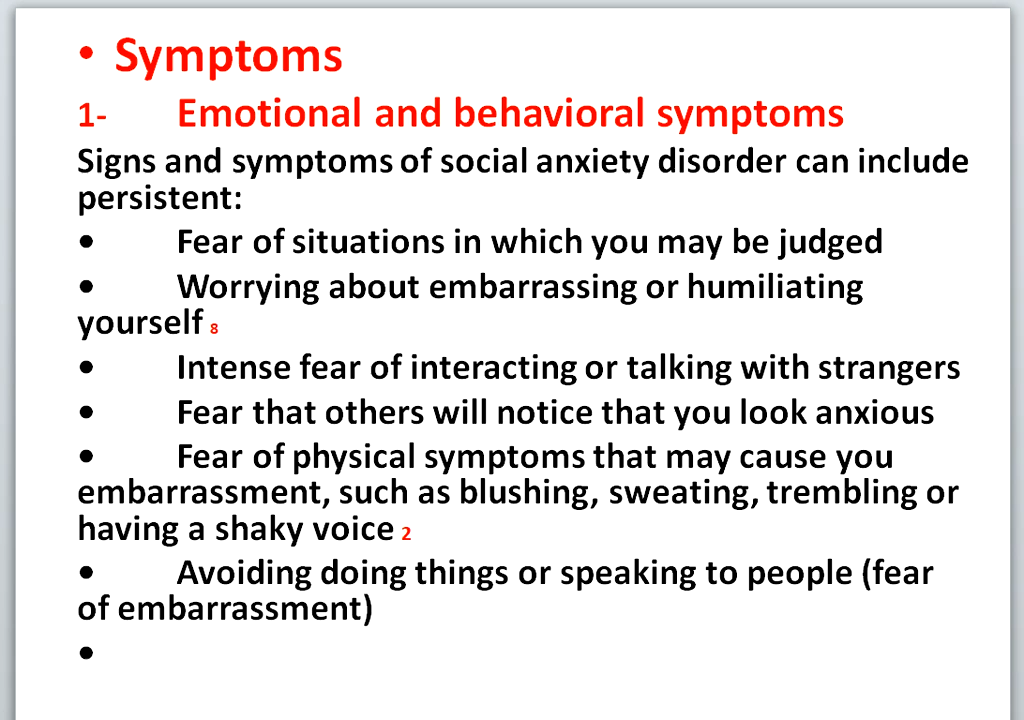 • Symptoms
1- Emotional and behavioral symptoms
Signs and symptoms of social anxiety disorder can include
persistent:
• Fear of situations in which you may be judged
• Worrying about embarrassing or humiliating
yourself 8
• Intense fear of interacting or talking with strangers
• Fear that others will notice that you look anxious
• Fear of physical symptoms that may cause you
embarrassment, such as blushing, sweating, trembling or
having a shaky voice 2
• Avoiding doing things or speaking to people (fear
of embarrassment)
•